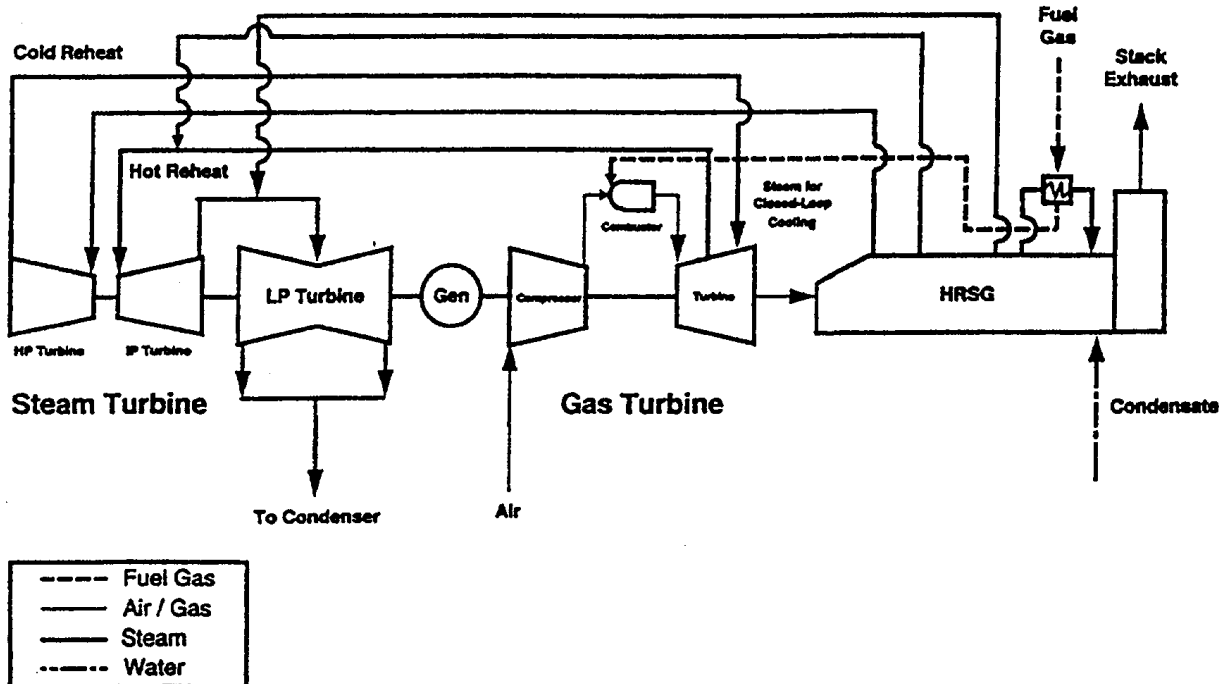 Fuel
Gas
Stack
Exhaust
Cold Reheat
Hot Reheat
Steam for
Closed-Loop
Cooling
Combustor
LP Turbine
Gen
Compressor
Turbine
HRSG
HP Turbine
IP Turbine
Steam Turbine
Gas Turbine
Condensate
To Condenser
Air
Fuel Gas
Air / Gas
Steam
Water